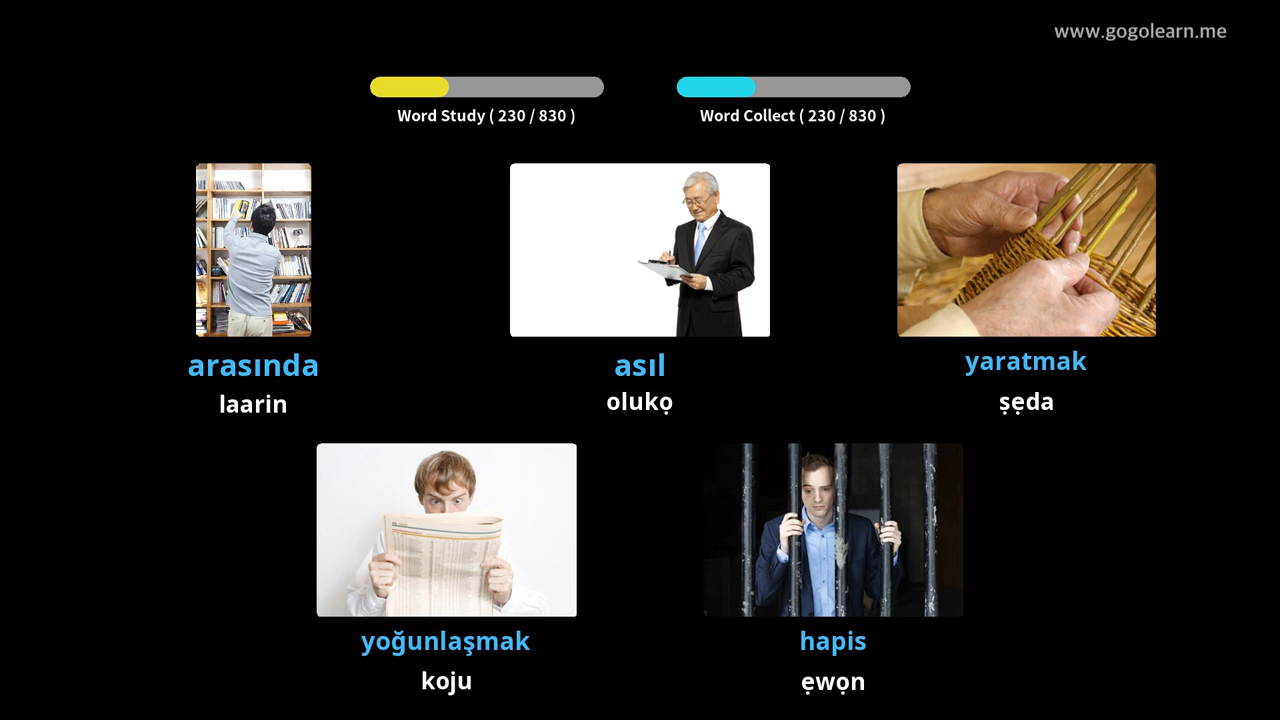 www.gogolearn.me
Word Study ( 230 / 830 )
Word Collect ( 230 / 830 )
arasında
laarin
asıl
olukọ
yaratmak
ṣẹda
yoğunlaşmak
koju
hapis
ẹwọn